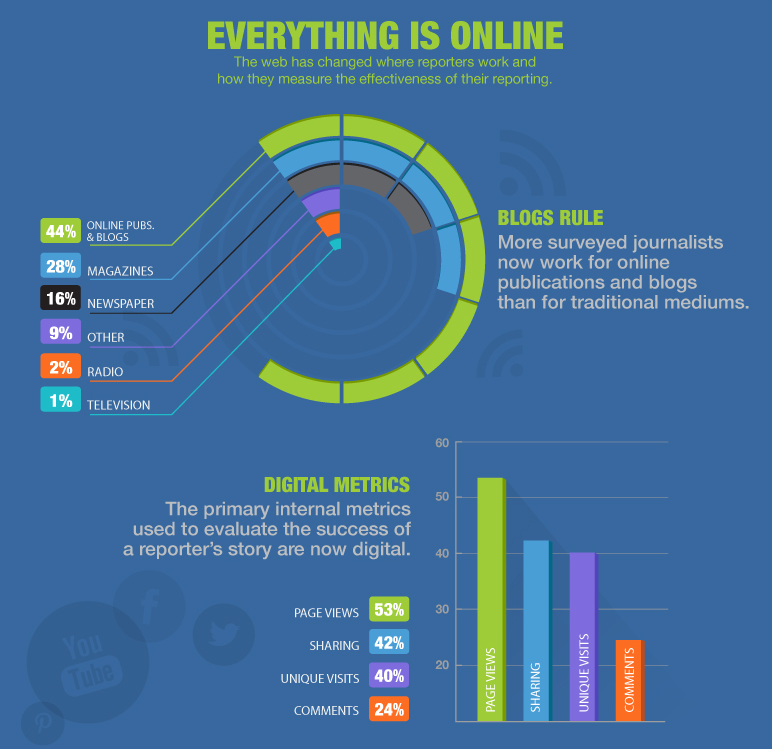 EVERYTHING IS ONLINE
The web has changed where reporters work and
how they measure the effectiveness of their reporting.
44% ONLINE PUBS.
& BLOGS
28% MAGAZINES
16% NEWSPAPER
9% OTHER
2% RADIO
1% TELEVISION
BLOGS RULE
More surveyed journalists
now work for online
publications and blogs
than for traditional mediums.
DIGITAL METRICS
The primary internal metrics
used to evaluate the success of
a reporter's story are now digital.
PAGE VIEWS 53%
SHARING 42%
UNIQUE VISITS 40%
COMMENTS 24%
60
50
40
30
20
PAGE VIEWS
SHARING
UNIQUE VISITS
COMMENTS
You
Tube